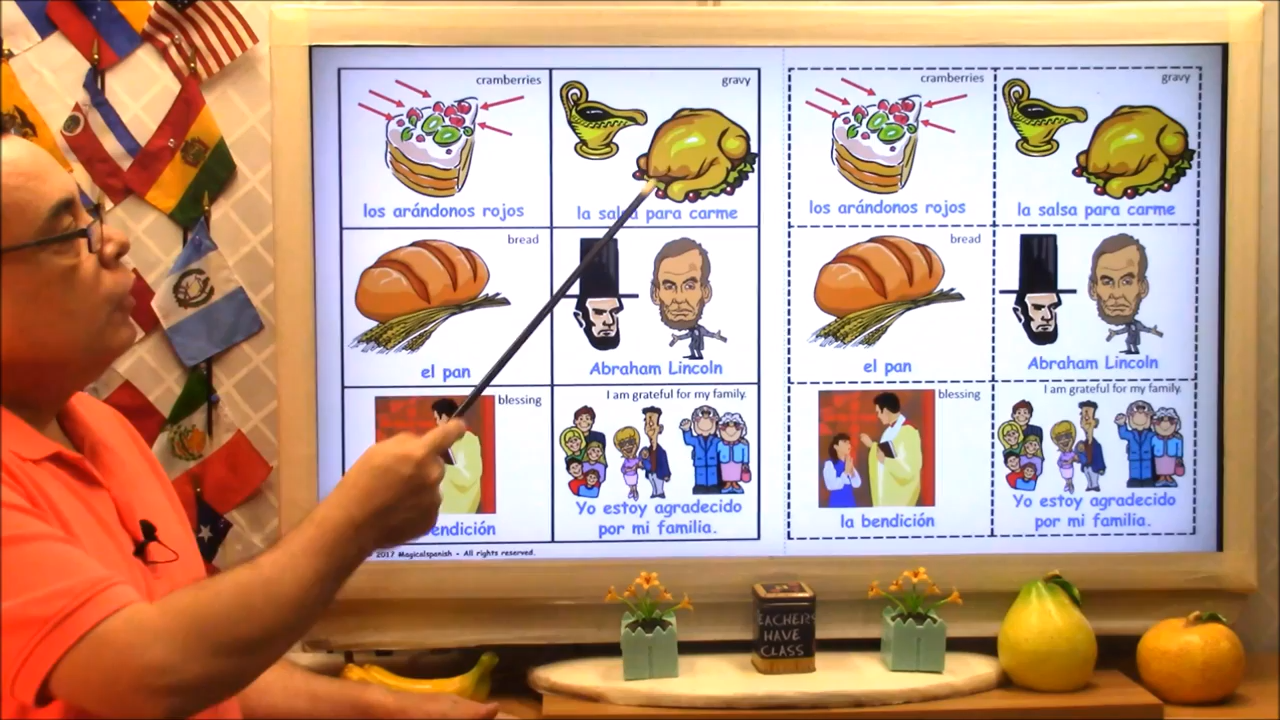 cramberries
gravy
los arándonos rojos
la salsa para carme
bread
el pan
Abraham Lincoln
blessing
I am grateful for my family.
bendición
Yo estoy agradecido
por mi familia.
2017 Magicalspanish - All rights reserved.
cramberries
gravy
los arándonos rojos
la salsa para carme
bread
el pan
Abraham Lincoln
blessing
I am grateful for my family.
la bendición
Yo estoy agradecido
por mi familia.
EACHERS
HAVE
CLASS